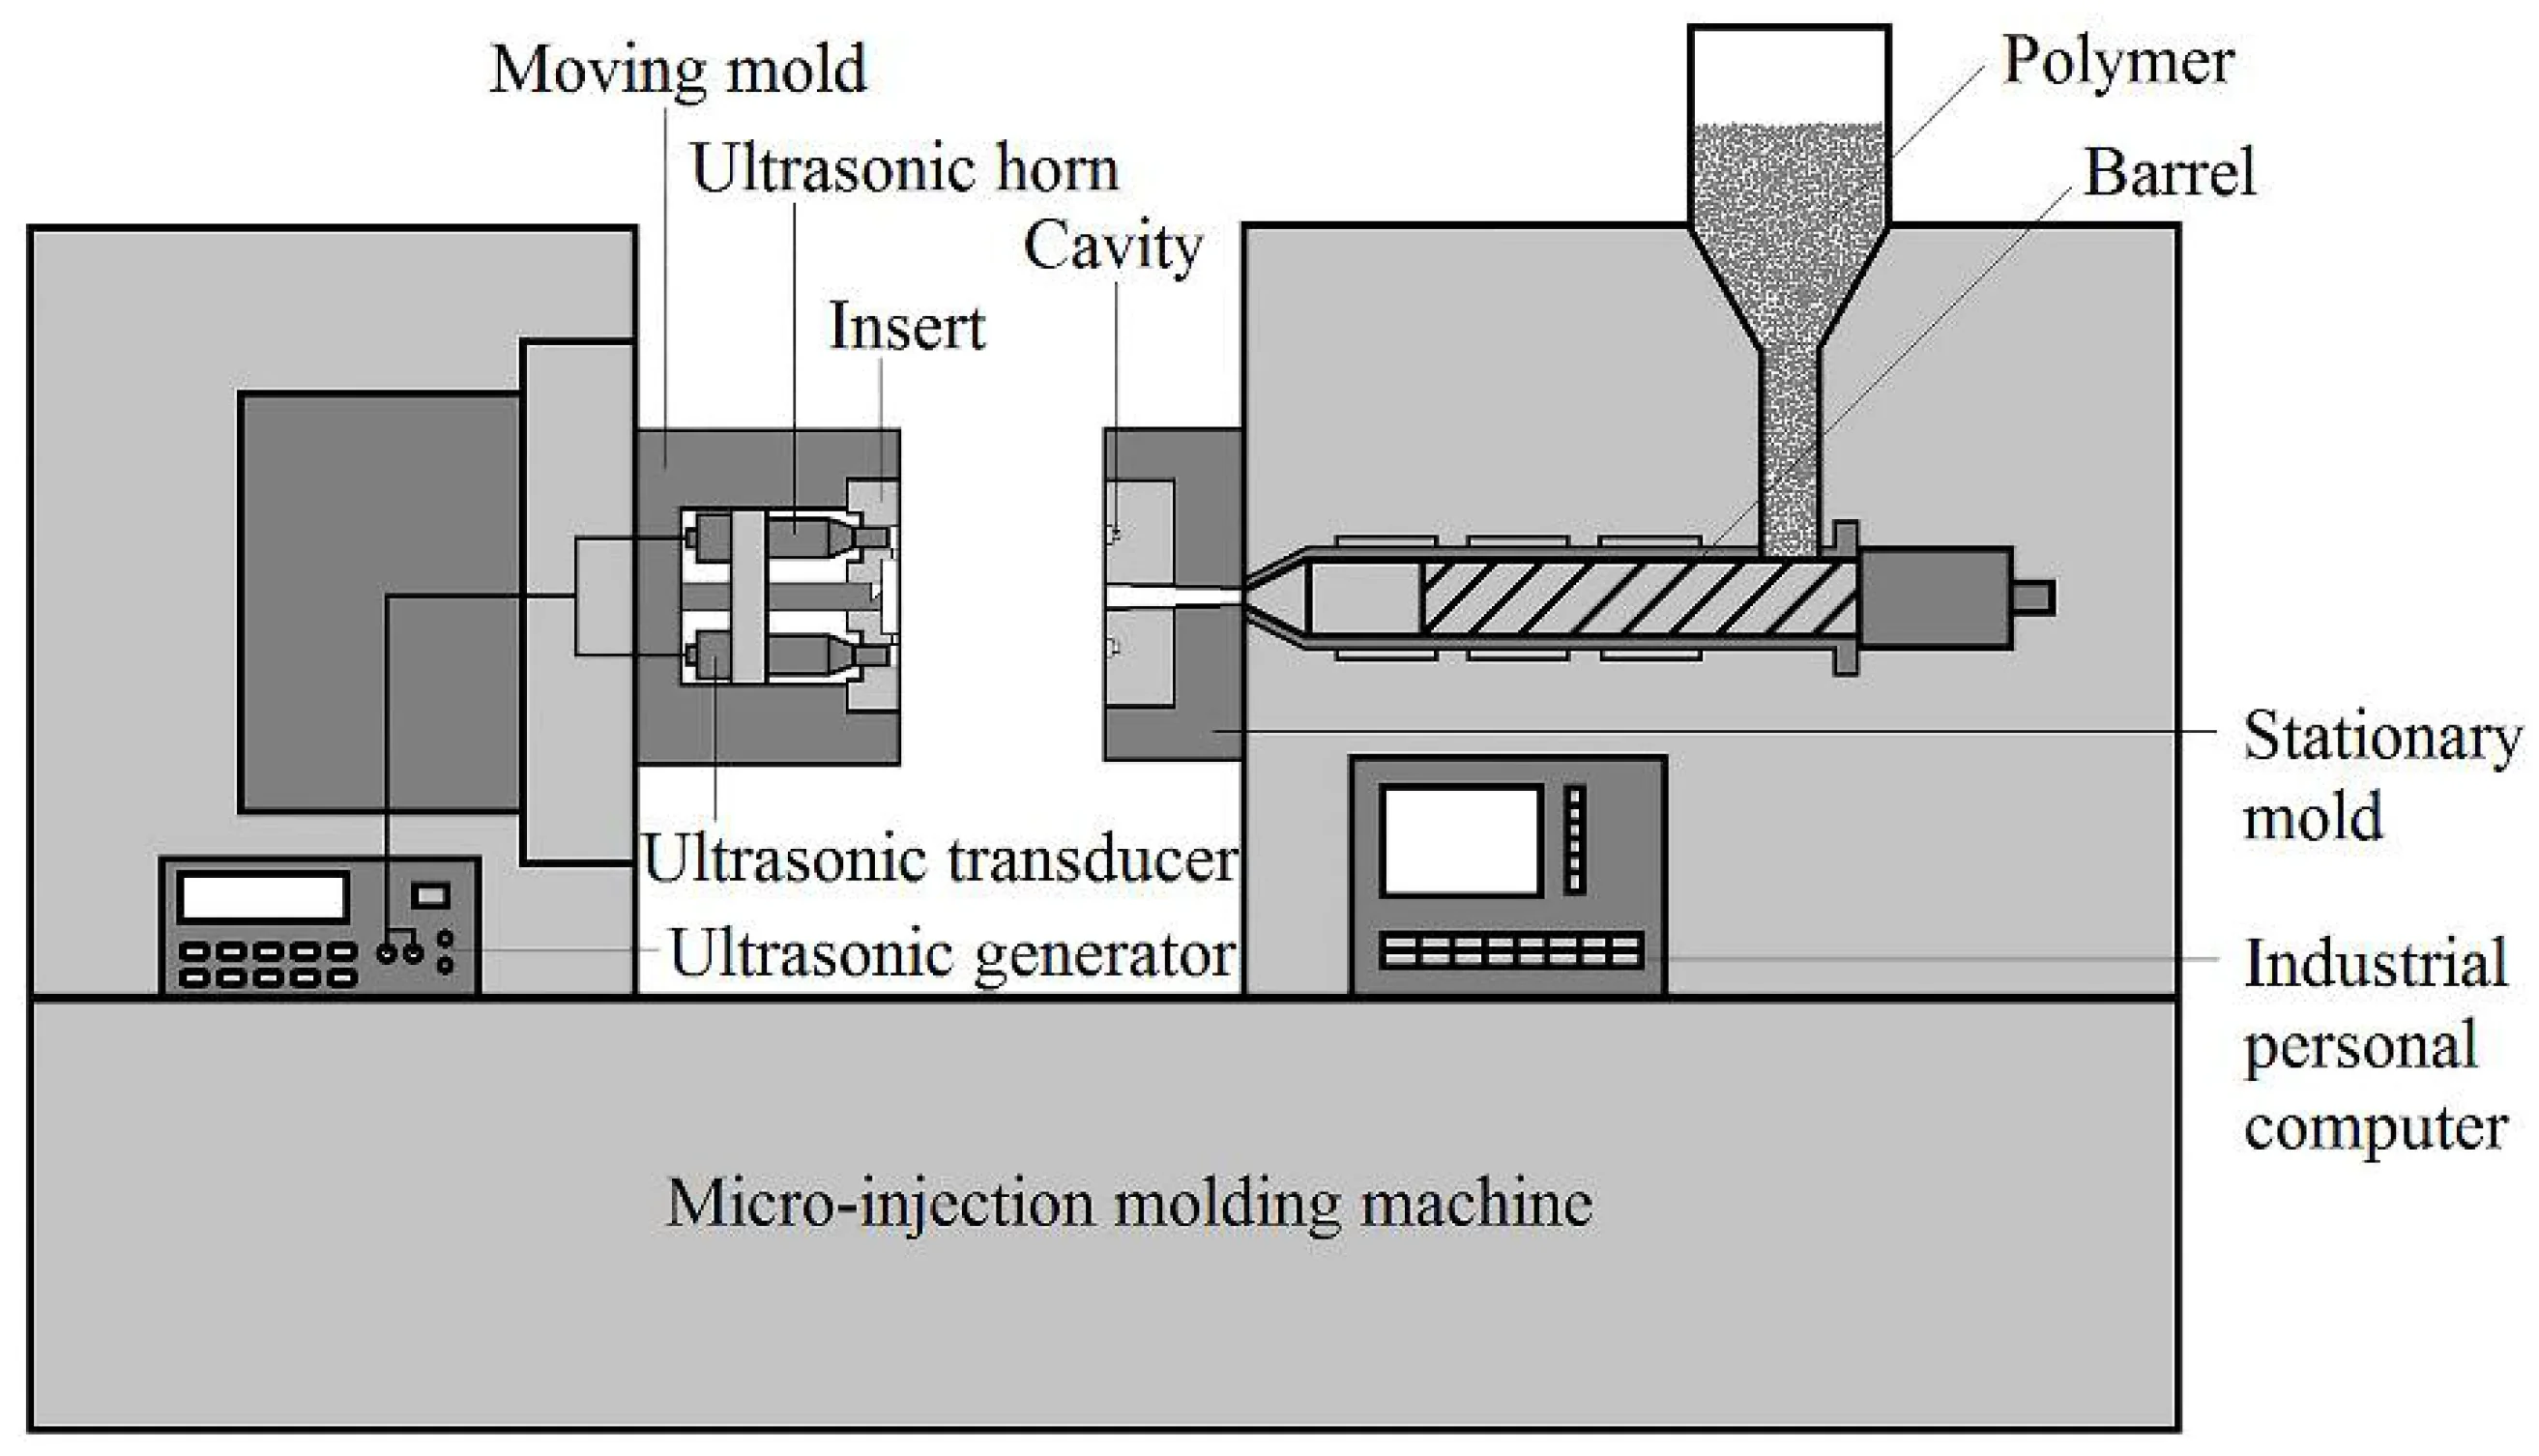 Moving mold
Ultrasonic horn
Cavity
Insert
Polymer
Barrel
Stationary
mold
Ultrasonic transducer
Ultrasonic generator
Industrial
personal
computer
Micro-injection molding machine